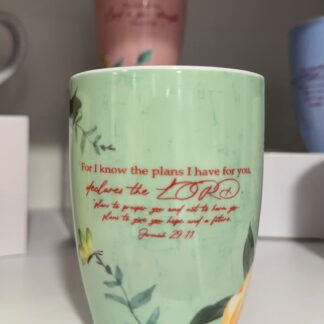 For I know the plans I have for you,
declares the LORD
"plans to prosper you and not to harm you
plans to give you hope and a future.
Jeremiah 29:11